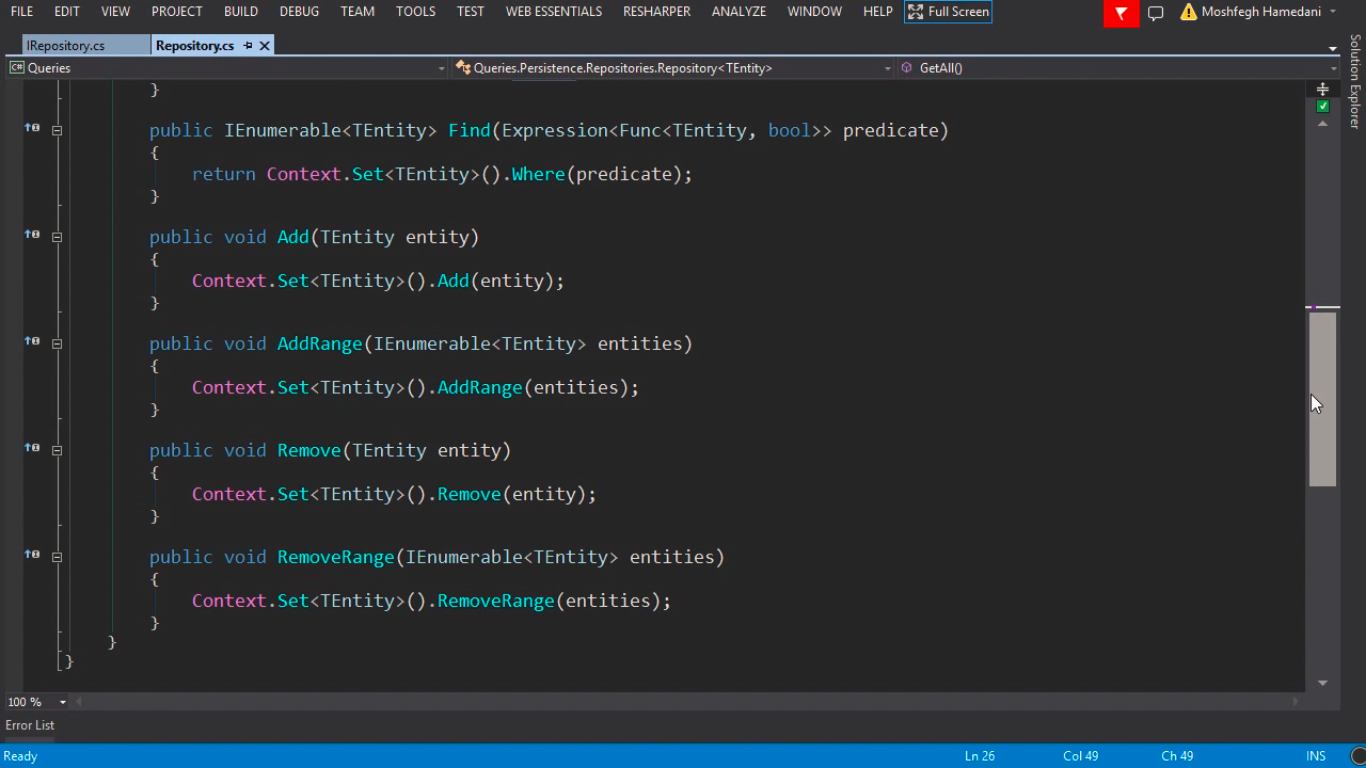 FILE EDIT VIEW PROJECT BUILD DEBUG TEAM TOOLS TEST WEB ESSENTIALS RESHARPER ANALYZE WINDOW HELP Full Screen Moshfegh Hamedani
IRepository.cs Repository.cs
C# Queries Queries.Persistence.Repositories.Repository<TEntity> GetAll()
Solution Explorer
}
public IEnumerable<TEntity> Find(Expression<Func<TEntity, bool>> predicate)
{
return Context.Set<TEntity>().Where(predicate);
}
public void Add(TEntity entity)
{
Context.Set<TEntity>().Add(entity);
}
public void AddRange(IEnumerable<TEntity> entities)
{
Context.Set<TEntity>().AddRange(entities);
}
public void Remove(TEntity entity)
{
Context.Set<TEntity>().Remove(entity);
}
public void RemoveRange(IEnumerable<TEntity> entities)
{
Context.Set<TEntity>().RemoveRange(entities);
}
}
}
100 %
Error List
Ready Ln 26 Col 49 Ch 49 INS